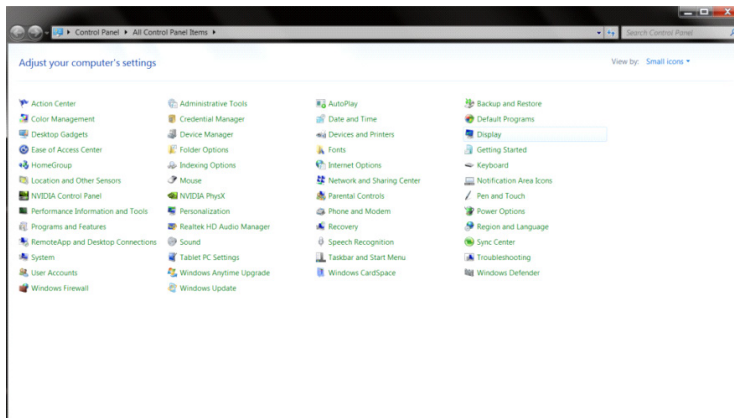 Control Panel ▸ All Control Panel Items ▸
Search Control Panel
Adjust your computer's settings
View by: Small icons
Action Center Administrative Tools AutoPlay Backup and Restore
Color Management Credential Manager Date and Time Default Programs
Desktop Gadgets Device Manager Devices and Printers Display
Ease of Access Center Folder Options Fonts Getting Started
HomeGroup Indexing Options Internet Options Keyboard
Location and Other Sensors Mouse Network and Sharing Center Notification Area Icons
NVIDIA Control Panel NVIDIA PhysX Parental Controls Pen and Touch
Performance Information and Tools Personalization Phone and Modem Power Options
Programs and Features Realtek HD Audio Manager Recovery Region and Language
RemoteApp and Desktop Connections Sound Speech Recognition Sync Center
System Tablet PC Settings Taskbar and Start Menu Troubleshooting
User Accounts Windows Anytime Upgrade Windows CardSpace Windows Defender
Windows Firewall Windows Update